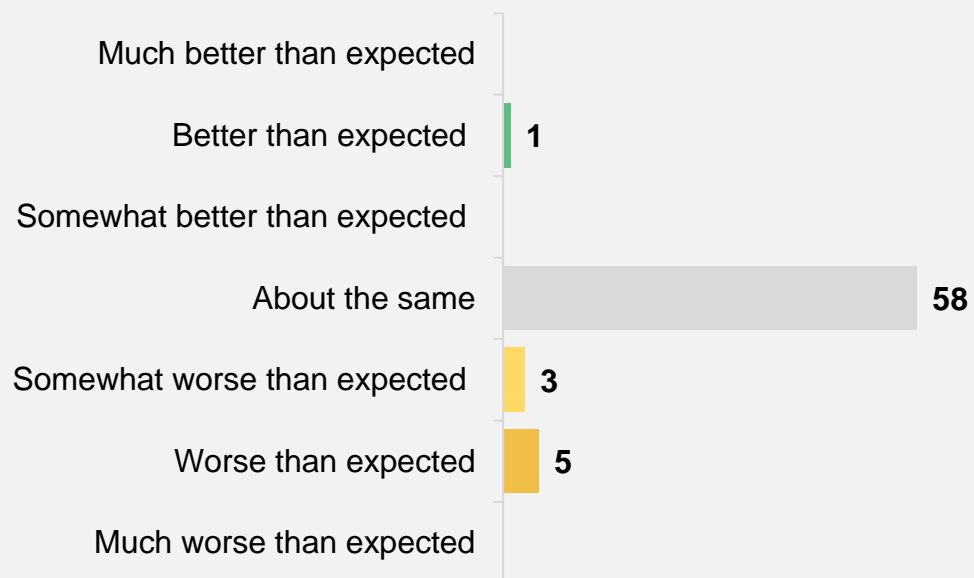 Much better than expected
Better than expected 1
Somewhat better than expected
About the same 58
Somewhat worse than expected 3
Worse than expected 5
Much worse than expected